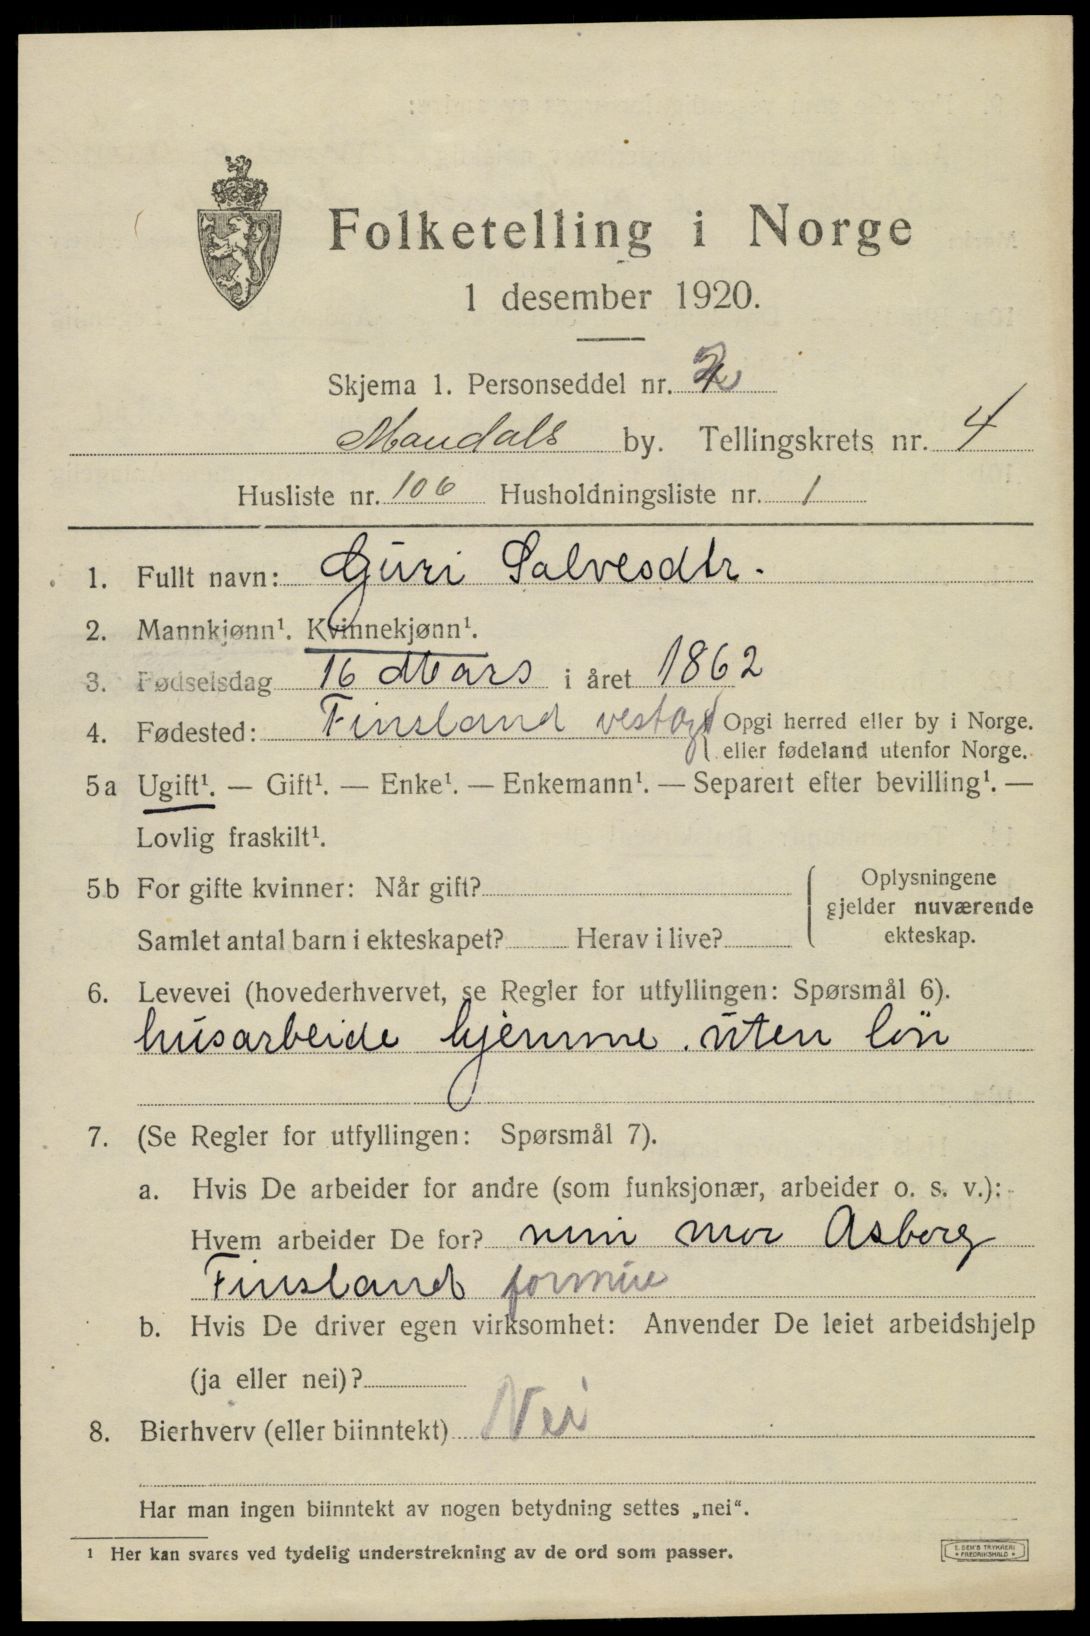 Folketelling i Norge
1 desember 1920.
Skjema 1. Personseddel nr. 2
Mandals by. Tellingskrets nr. 4
Husliste nr. 106 Husholdningsliste nr. 1
1. Fullt navn: Guri Salvesdtr.
2. Mannkjønn¹. Kvinnekjønn¹.
3. Fødselsdag 16 Mars i året 1862
4. Fødested: Finsland vestagd Opgi herred eller by i Norge.
eller fødeland utenfor Norge.
5a Ugift¹. — Gift¹. — Enke¹. — Enkemann¹. — Separert efter bevilling¹. —
Lovlig fraskilt¹.
5b For gifte kvinner: Når gift?
Oplysningene
gjelder nuværende
ekteskap.
Samlet antal barn i ekteskapet? Herav i live?
6. Levevei (hovederhvervet, se Regler for utfyllingen: Spørsmål 6).
husarbeide hjemme. uten løn
7. (Se Regler for utfyllingen: Spørsmål 7).
a. Hvis De arbeider for andre (som funksjonær, arbeider o. s. v.):
Hvem arbeider De for? min mor Asborg
Finsland formue
b. Hvis De driver egen virksomhet: Anvender De leiet arbeidshjelp
(ja eller nei)?
8. Bierhverv (eller biinntekt) Nei
Har man ingen biinntekt av nogen betydning settes „nei“.
¹ Her kan svares ved tydelig understrekning av de ord som passer.
E. SEM'S TRYKKERI
FREDRIKSHALD